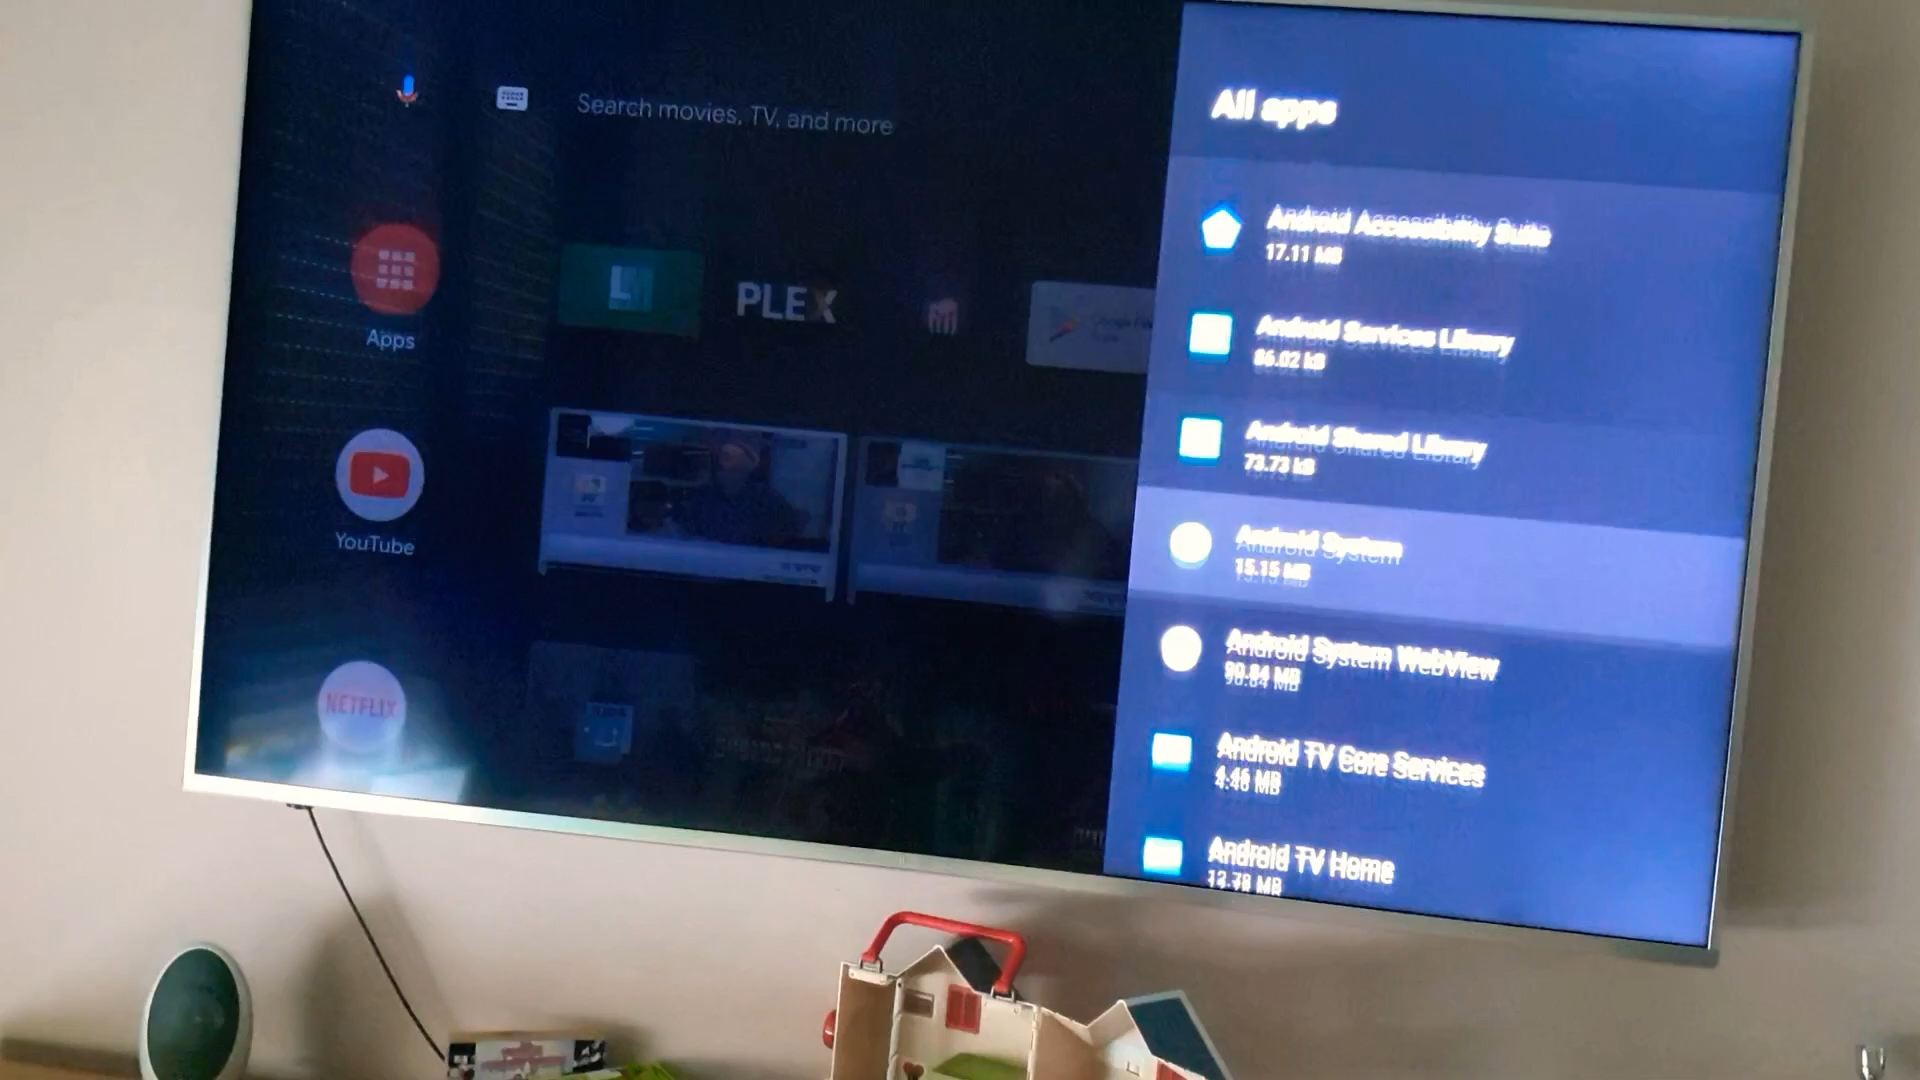 Search movies, TV, and more
Apps
PLEX
YouTube
NETFLIX
All apps
Android Accessibility Suite
17.11 MB
Android Services Library
86.02 kB
Android Shared Library
73.73 kB
Android System
15.15 MB
Android System WebView
90.84 MB
Android TV Core Services
4.46 MB
Android TV Home
12.78 MB